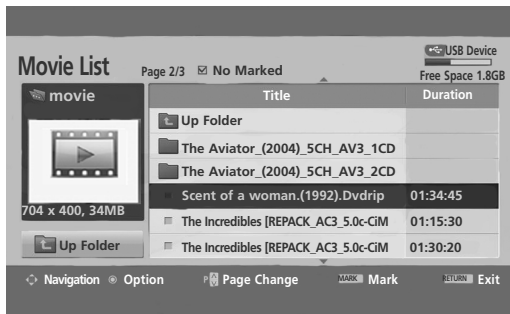 USB Device
Movie List
Page 2/3
No Marked
Free Space 1.8GB
movie
Title
Duration
Up Folder
The Aviator_(2004)_5CH_AV3_1CD
The Aviator_(2004)_5CH_AV3_2CD
Scent of a woman.(1992).Dvdrip 01:34:45
704 x 400, 34MB
The Incredibles [REPACK_AC3_5.0c-CiM 01:15:30
Up Folder
The Incredibles [REPACK_AC3_5.0c-CiM 01:30:20
Navigation
Option
P Page Change
MARK Mark
RETURN Exit